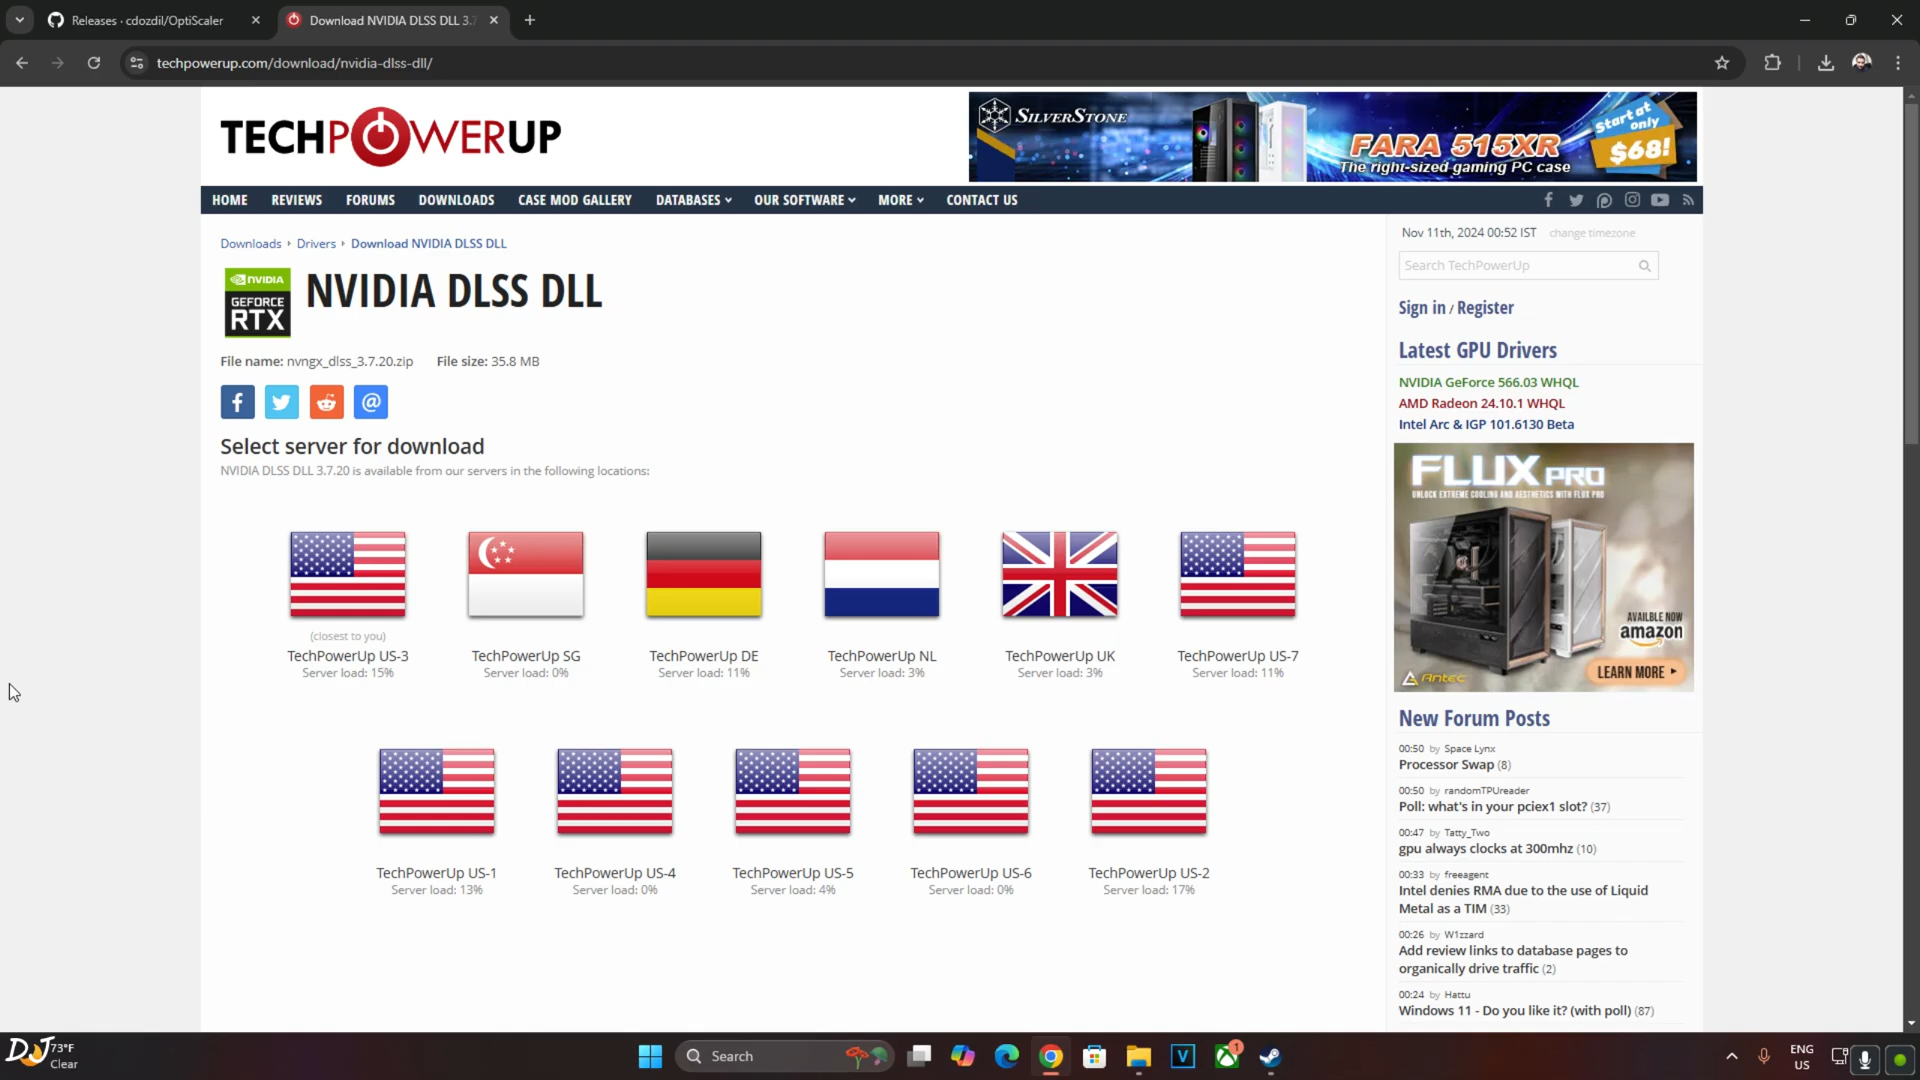 Releases · cdozdil/OptiScaler
Download NVIDIA DLSS DLL 3.7
techpowerup.com/download/nvidia-dlss-dll/
TECHPOWERUP
SILVERSTONE
FARA 515XR
The right-sized gaming PC case
Start at
only
$68!
HOME
REVIEWS
FORUMS
DOWNLOADS
CASE MOD GALLERY
DATABASES
OUR SOFTWARE
MORE
CONTACT US
Downloads
Drivers
Download NVIDIA DLSS DLL
Nov 11th, 2024 00:52 IST
change timezone
Search TechPowerUp
NVIDIA
GEFORCE
RTX
NVIDIA DLSS DLL
Sign in / Register
File name: nvngx_dlss_3.7.20.zip
File size: 35.8 MB
Latest GPU Drivers
NVIDIA GeForce 566.03 WHQL
AMD Radeon 24.10.1 WHQL
Intel Arc & IGP 101.6130 Beta
Select server for download
NVIDIA DLSS DLL 3.7.20 is available from our servers in the following locations:
FLUX PRO
UNLOCK EXTREME COOLING AND AESTHETICS WITH FLUX PRO
AVAILBLE NOW
amazon
LEARN MORE
Antec
(closest to you)
TechPowerUp US-3
Server load: 15%
TechPowerUp SG
Server load: 0%
TechPowerUp DE
Server load: 11%
TechPowerUp NL
Server load: 3%
TechPowerUp UK
Server load: 3%
TechPowerUp US-7
Server load: 11%
TechPowerUp US-1
Server load: 13%
TechPowerUp US-4
Server load: 0%
TechPowerUp US-5
Server load: 4%
TechPowerUp US-6
Server load: 0%
TechPowerUp US-2
Server load: 17%
New Forum Posts
00:50 by Space Lynx
Processor Swap (8)
00:50 by randomTPUreader
Poll: what's in your pciex1 slot? (37)
00:47 by Tatty_Two
gpu always clocks at 300mhz (10)
00:33 by freeagent
Intel denies RMA due to the use of Liquid
Metal as a TIM (33)
00:26 by W1zzard
Add review links to database pages to
organically drive traffic (2)
00:24 by Hattu
Windows 11 - Do you like it? (with poll) (87)
DJ
73°F
Clear
Search
V
1
ENG
US